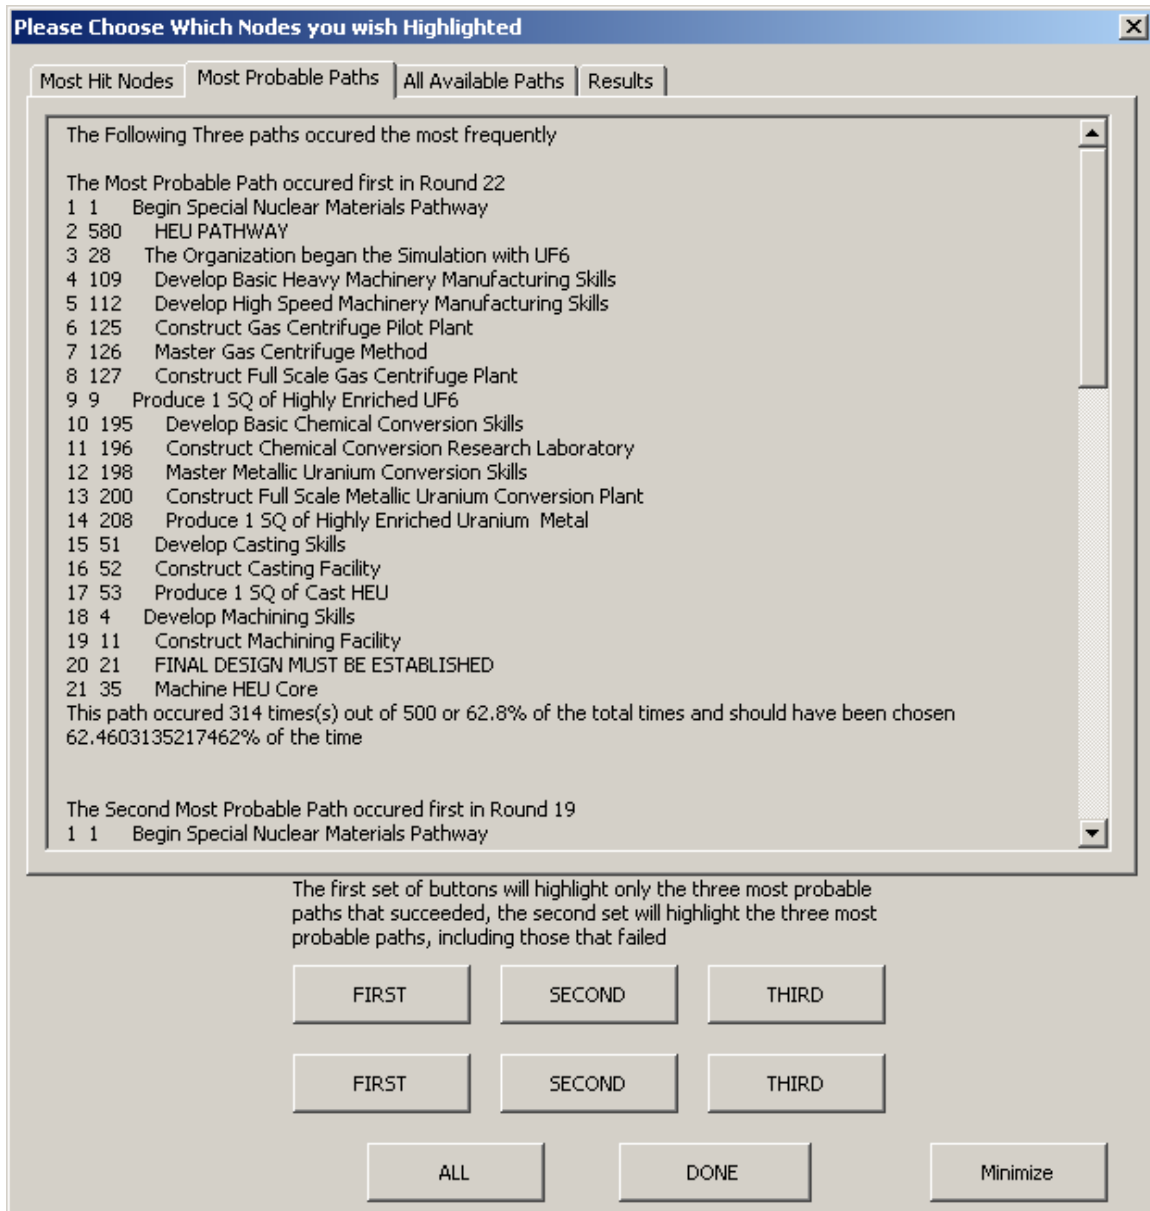 Please Choose Which Nodes you wish Highlighted
Most Hit Nodes Most Probable Paths All Available Paths Results
The Following Three paths occured the most frequently
The Most Probable Path occured first in Round 22
1 1 Begin Special Nuclear Materials Pathway
2 580 HEU PATHWAY
3 28 The Organization began the Simulation with UF6
4 109 Develop Basic Heavy Machinery Manufacturing Skills
5 112 Develop High Speed Machinery Manufacturing Skills
6 125 Construct Gas Centrifuge Pilot Plant
7 126 Master Gas Centrifuge Method
8 127 Construct Full Scale Gas Centrifuge Plant
9 9 Produce 1 SQ of Highly Enriched UF6
10 195 Develop Basic Chemical Conversion Skills
11 196 Construct Chemical Conversion Research Laboratory
12 198 Master Metallic Uranium Conversion Skills
13 200 Construct Full Scale Metallic Uranium Conversion Plant
14 208 Produce 1 SQ of Highly Enriched Uranium Metal
15 51 Develop Casting Skills
16 52 Construct Casting Facility
17 53 Produce 1 SQ of Cast HEU
18 4 Develop Machining Skills
19 11 Construct Machining Facility
20 21 FINAL DESIGN MUST BE ESTABLISHED
21 35 Machine HEU Core
This path occured 314 times(s) out of 500 or 62.8% of the total times and should have been chosen
62.4603135217462% of the time
The Second Most Probable Path occured first in Round 19
1 1 Begin Special Nuclear Materials Pathway
The first set of buttons will highlight only the three most probable
paths that succeeded, the second set will highlight the three most
probable paths, including those that failed
FIRST SECOND THIRD
FIRST SECOND THIRD
ALL DONE Minimize